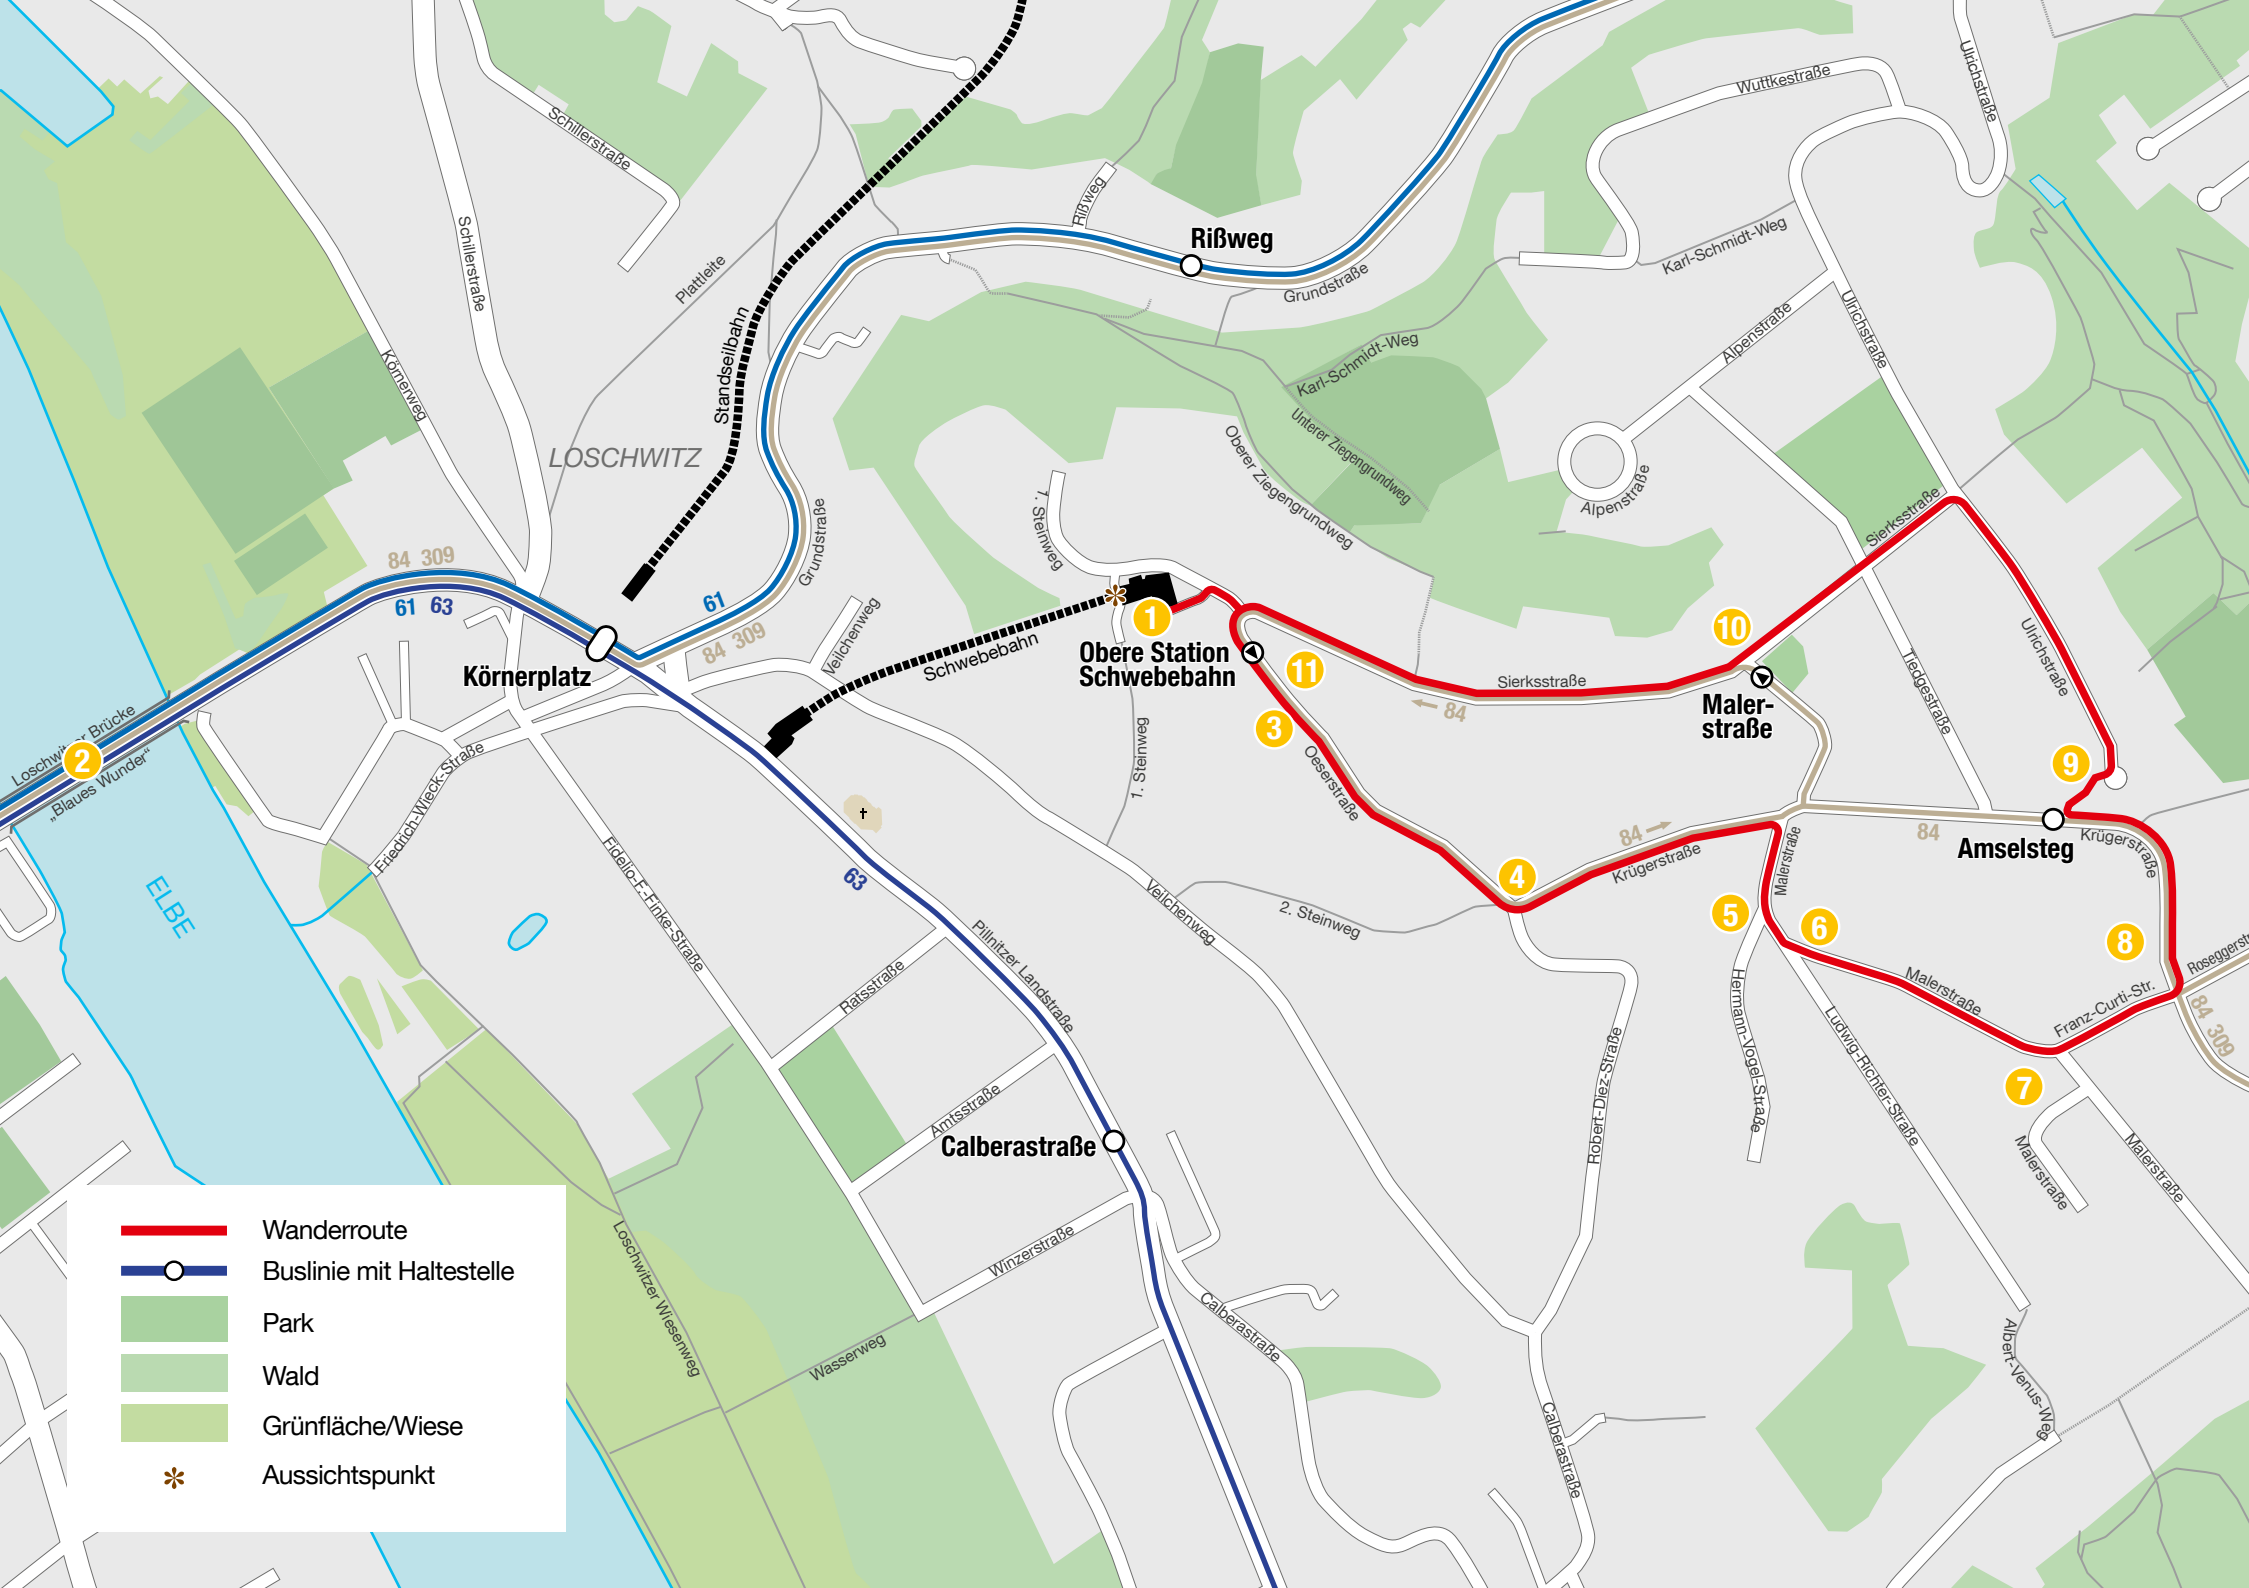 Schillerstraße
Schillerstraße
Plattleite
Standseilbahn
Körnerweg
LOSCHWITZ
Rißweg
Rißweg
Grundstraße
Grundstraße
Wuttkestraße
Ulrichstraße
Karl-Schmidt-Weg
Ulrichstraße
Alpenstraße
Alpenstraße
Karl-Schmidt-Weg
Unterer Ziegengrundweg
Oberer Ziegengrundweg
1. Steinweg
Sierksstraße
84 309
61 63
61
84 309
Körnerplatz
Veilchenweg
Schwebebahn
1
Obere Station
Schwebebahn
11
3
Oeserstraße
Sierksstraße
84
10
Maler-
straße
Tiedgestraße
Ulrichstraße
9
Amselsteg
Krügerstraße
84
84
Krügerstraße
Malerstraße
4
5
6
8
7
Loschwitzer Brücke
2
„Blaues Wunder“
Friedrich-Wieck-Straße
ELBE
Fidelio-F.-Finke-Straße
63
1. Steinweg
Veilchenweg
2. Steinweg
Pillnitzer Landstraße
Ratsstraße
Amtsstraße
Calberastraße
Winzerstraße
Wasserweg
Loschwitzer Wiesenweg
Calberastraße
Calberastraße
Robert-Diez-Straße
Hermann-Vogel-Straße
Ludwig-Richter-Straße
Malerstraße
Franz-Curti-Str.
Roseggerstr
84 309
Malerstraße
Malerstraße
Albert-Venus-Weg
Wanderroute
Buslinie mit Haltestelle
Park
Wald
Grünfläche/Wiese
Aussichtspunkt